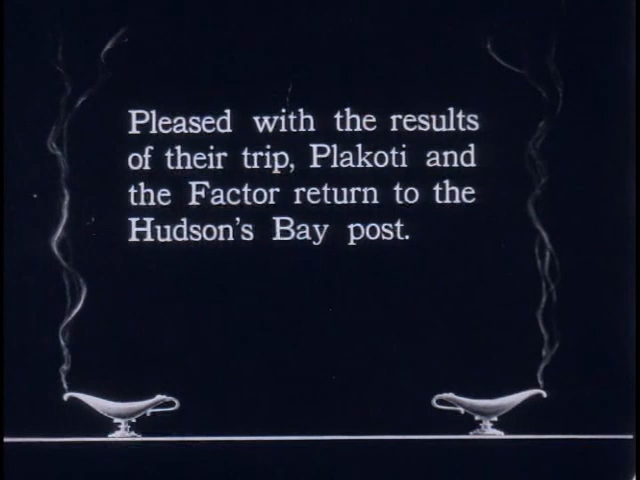 Pleased with the results
of their trip, Plakoti and
the Factor return to the
Hudson's Bay post.